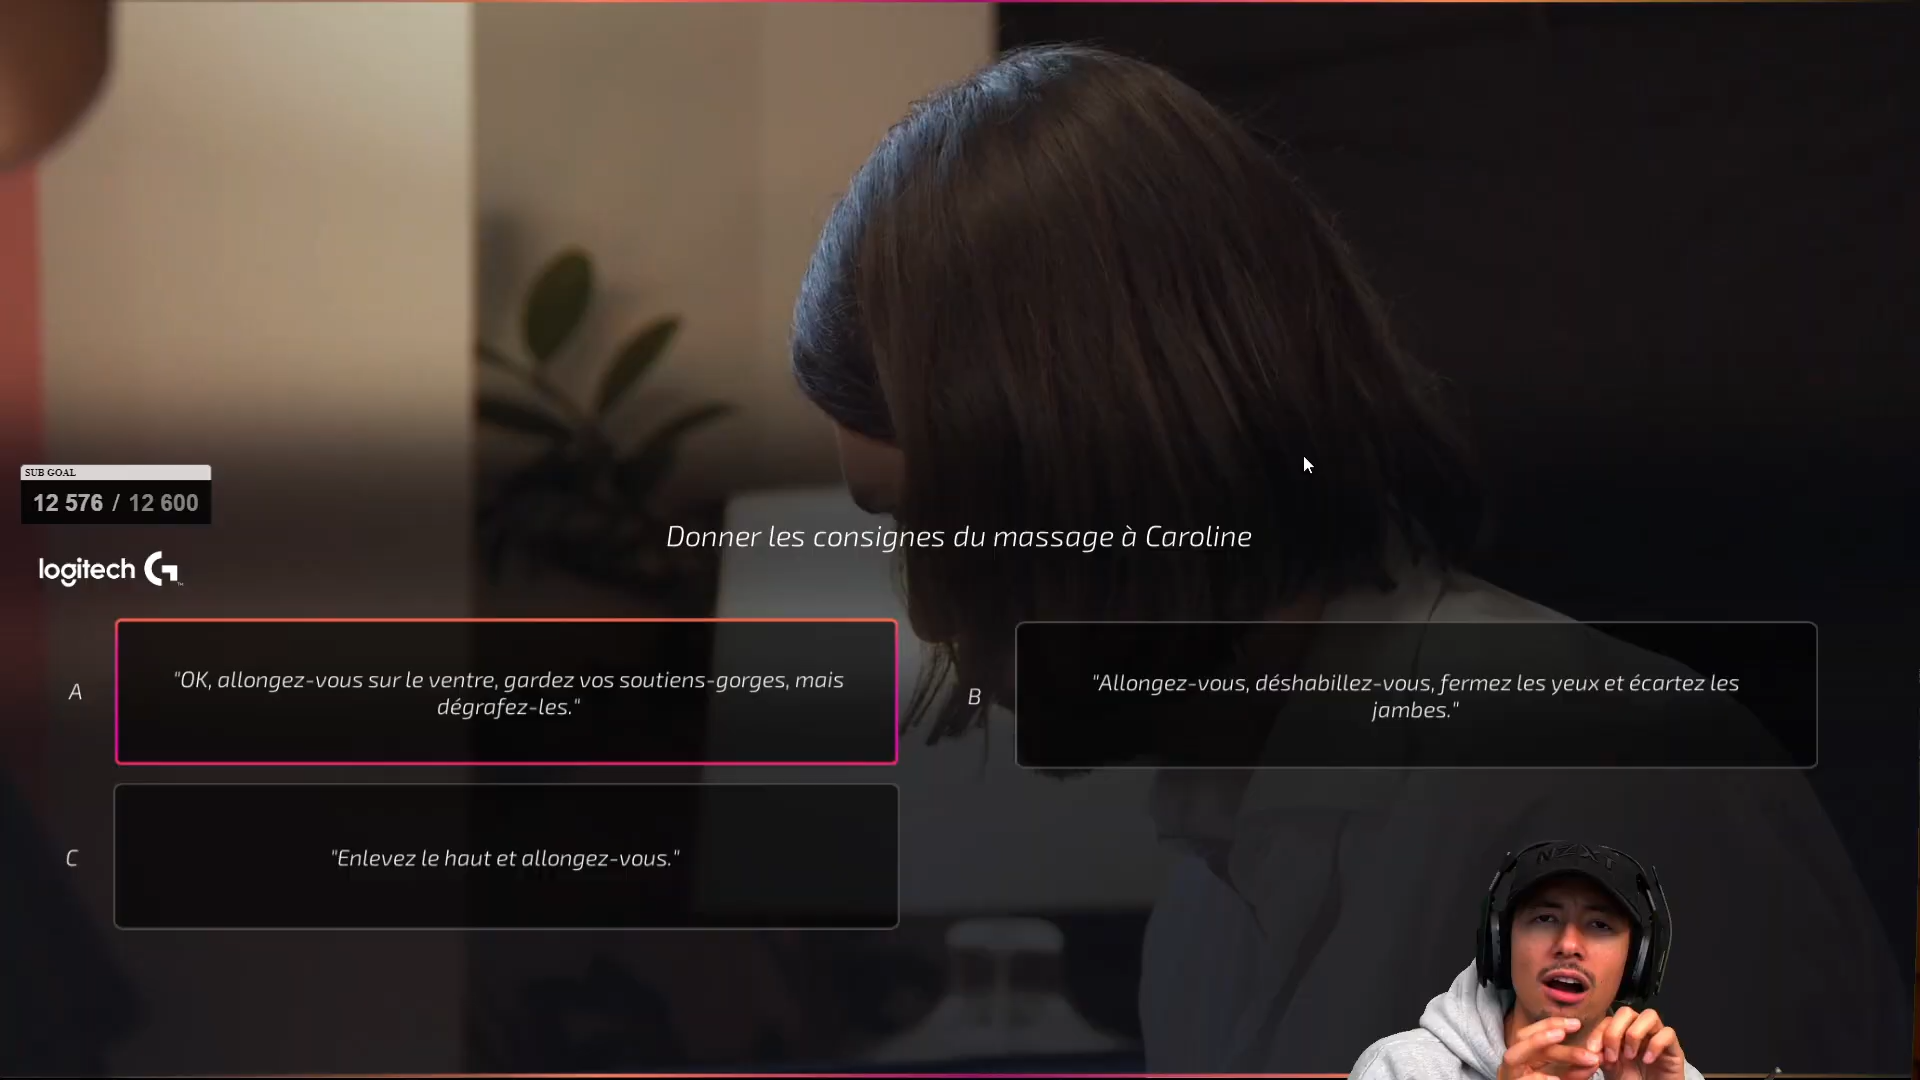 SUB GOAL
12 576 / 12 600
logitech G
Donner les consignes du massage à Caroline
A
"OK, allongez-vous sur le ventre, gardez vos soutiens-gorges, mais
dégrafez-les."
B
"Allongez-vous, déshabillez-vous, fermez les yeux et écartez les
jambes."
C
"Enlevez le haut et allongez-vous."
NZXT